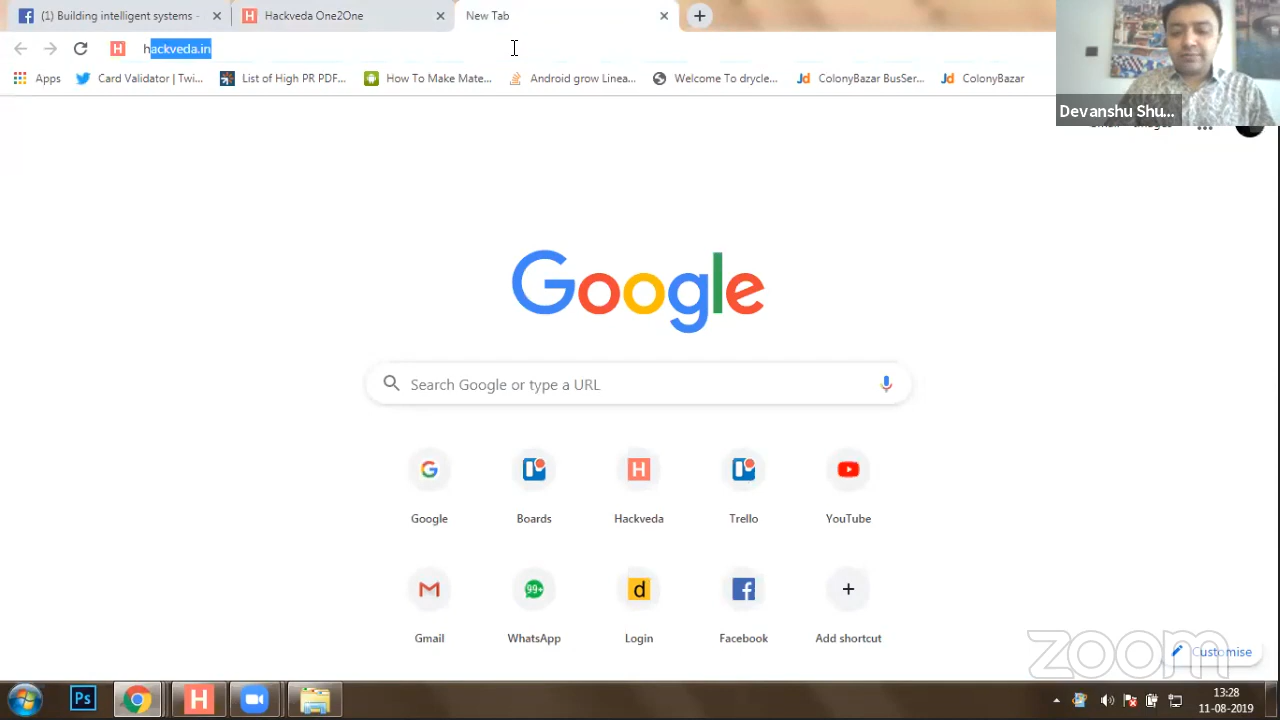 (1) Building intelligent systems -
Hackveda One2One
New Tab
hackveda.in
Apps
Card Validator | Twi...
List of High PR PDF...
How To Make Mate...
Android grow Linea...
Welcome To drycle...
ColonyBazar BusSer...
ColonyBazar
Devanshu Shu...
Google
Search Google or type a URL
Google
Boards
Hackveda
Trello
YouTube
99+
Gmail
WhatsApp
Login
Facebook
Add shortcut
zoom
Customise
Ps
13:28
11-08-2019